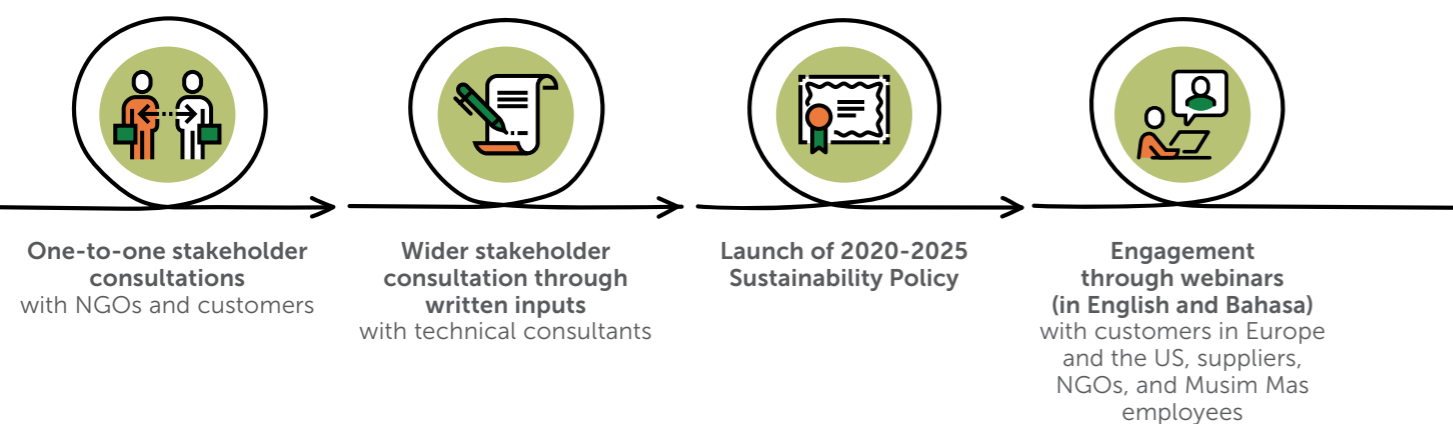 One-to-one stakeholder
consultations
with NGOs and customers
Wider stakeholder
consultation through
written inputs
with technical consultants
Launch of 2020-2025
Sustainability Policy
Engagement
through webinars
(in English and Bahasa)
with customers in Europe
and the US, suppliers,
NGOs, and Musim Mas
employees